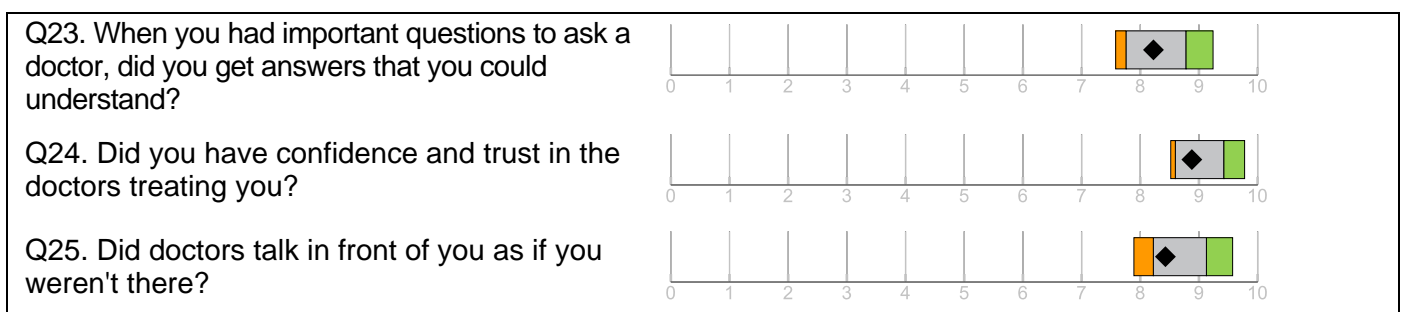 Q23. When you had important questions to ask a
doctor, did you get answers that you could
understand?
0 1 2 3 4 5 6 7 8 9 10
Q24. Did you have confidence and trust in the
doctors treating you?
0 1 2 3 4 5 6 7 8 9 10
Q25. Did doctors talk in front of you as if you
weren't there?
0 1 2 3 4 5 6 7 8 9 10